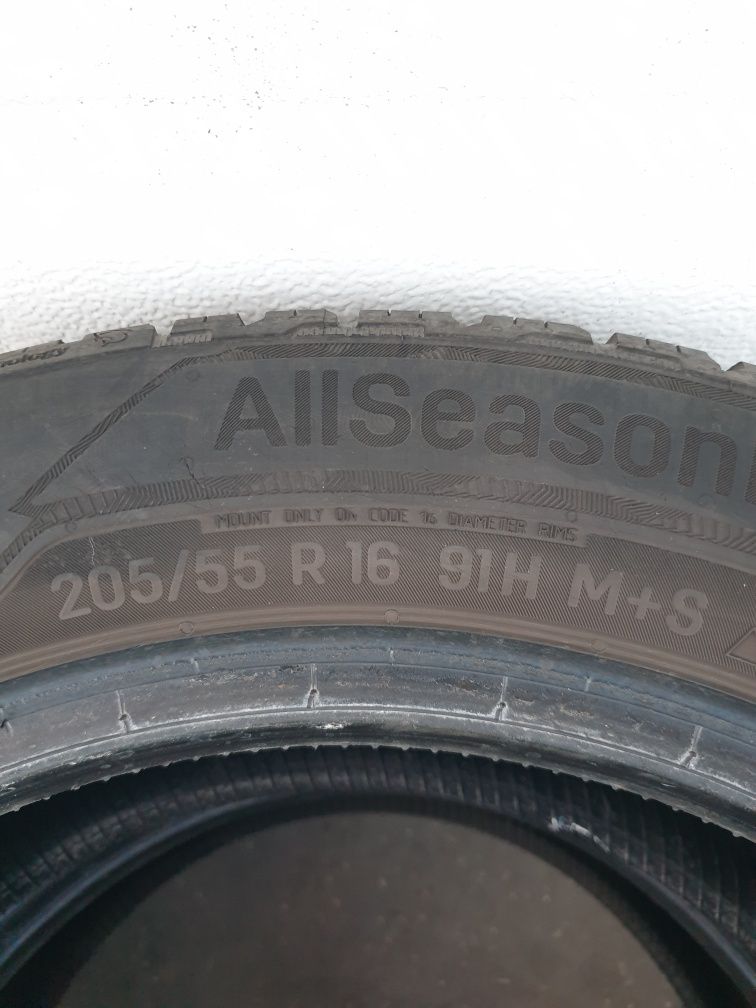 AllSeason
MOUNT ONLY ON CODE 16 DIAMETER RIMS
205/55 R 16 91H M+S